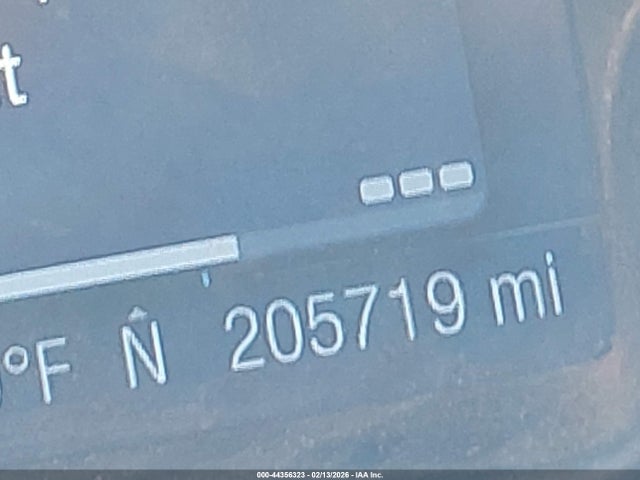 t
°F N 205719 mi
000-44356323 - 02/13/2026 - IAA Inc.